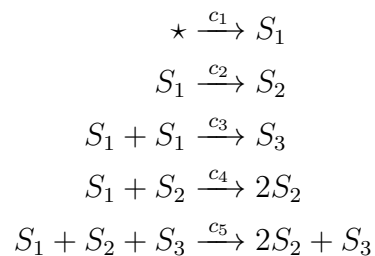 ⋆ —c₁→ S₁
S₁ —c₂→ S₂
S₁ + S₁ —c₃→ S₃
S₁ + S₂ —c₄→ 2S₂
S₁ + S₂ + S₃ —c₅→ 2S₂ + S₃